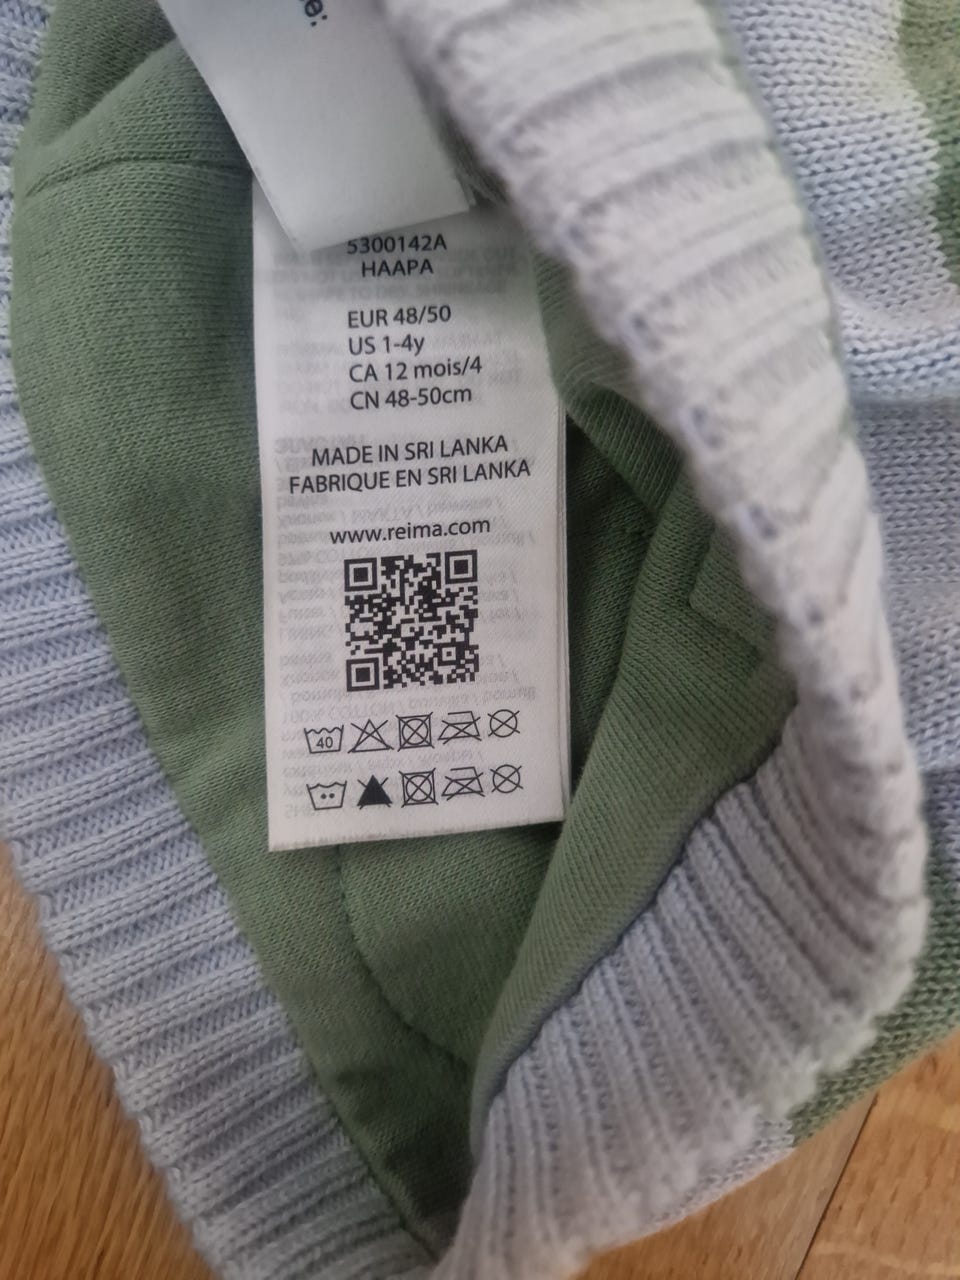 e:
5300142A
HAAPA
EUR 48/50
US 1-4y
CA 12 mois/4
CN 48-50cm
MADE IN SRI LANKA
FABRIQUE EN SRI LANKA
www.reima.com
40